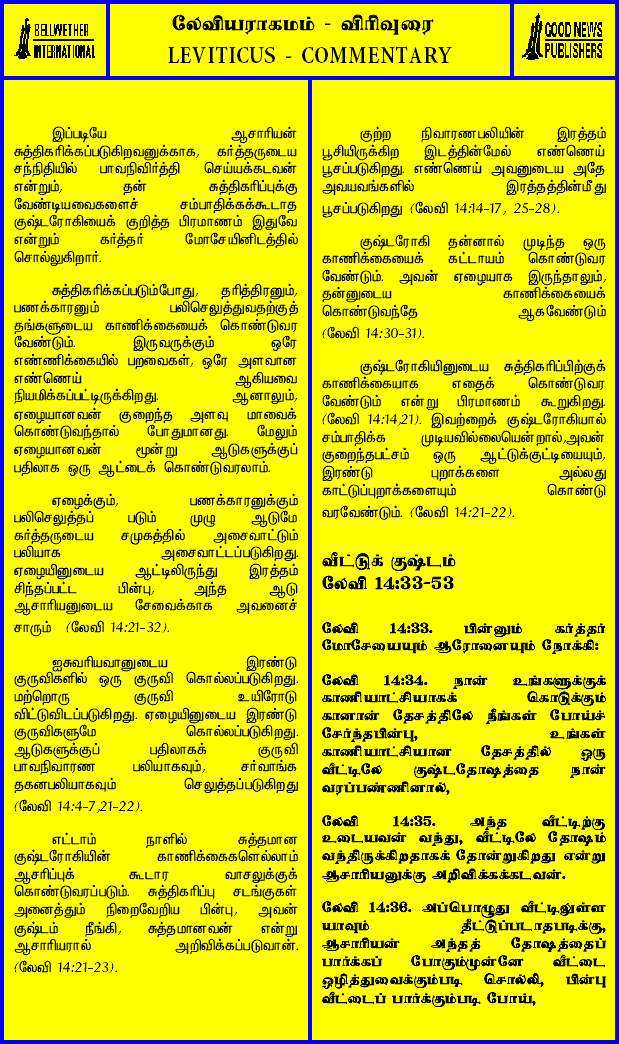 BELLWETHER
INTERNATIONAL
லேவியராகமம் - விரிவுரை
LEVITICUS - COMMENTARY
GOOD NEWS
PUBLISHERS
இப்படியே ஆசாரியன்
சுத்திகரிக்கப்படுகிறவனுக்காக, கர்த்தருடைய
சந்நிதியில் பாவநிவிர்த்தி செய்யக்கடவன்
என்றும், தன் சுத்திகரிப்புக்கு
வேண்டியவைகளைச் சம்பாதிக்கக்கூடாத
குஷ்டரோகியைக் குறித்த பிரமாணம் இதுவே
என்றும் கர்த்தர் மோசேயினிடத்தில்
சொல்லுகிறார்.
சுத்திகரிக்கப்படும்போது, தரித்திரனும்,
பணக்காரனும் பலிசெலுத்துவதற்குத்
தங்களுடைய காணிக்கையைக் கொண்டுவர
வேண்டும். இருவருக்கும் ஒரே
எண்ணிக்கையில் பறவைகள், ஒரே அளவான
எண்ணெய் ஆகியவை
நியமிக்கப்பட்டிருக்கிறது. ஆனாலும்,
ஏழையானவன் குறைந்த அளவு மாவைக்
கொண்டுவந்தால் போதுமானது. மேலும்
ஏழையானவன் மூன்று ஆடுகளுக்குப்
பதிலாக ஒரு ஆட்டைக் கொண்டுவரலாம்.
ஏழைக்கும், பணக்காரனுக்கும்
பலிசெலுத்தப் படும் முழு ஆடுமே
கர்த்தருடைய சமுகத்தில் அசைவாட்டும்
பலியாக அசைவாட்டப்படுகிறது.
ஏழையினுடைய ஆட்டிலிருந்து இரத்தம்
சிந்தப்பட்ட பின்பு, அந்த ஆடு
ஆசாரியனுடைய சேவைக்காக அவனைச்
சாரும் (லேவி 14:21-32).
ஐசுவரியவானுடைய இரண்டு
குருவிகளில் ஒரு குருவி கொல்லப்படுகிறது.
மற்றொரு குருவி உயிரோடு
விட்டுவிடப்படுகிறது. ஏழையினுடைய இரண்டு
குருவிகளுமே கொல்லப்படுகிறது.
ஆடுகளுக்குப் பதிலாகக் குருவி
பாவநிவாரண பலியாகவும், சர்வாங்க
தகனபலியாகவும் செலுத்தப்படுகிறது
(லேவி 14:4-7,21-22).
எட்டாம் நாளில் சுத்தமான
குஷ்டரோகியின் காணிக்கைகளெல்லாம்
ஆசரிப்புக் கூடார வாசலுக்குக்
கொண்டுவரப்படும். சுத்திகரிப்பு சடங்குகள்
அனைத்தும் நிறைவேறிய பின்பு, அவன்
குஷ்டம் நீங்கி, சுத்தமானவன் என்று
ஆசாரியரால் அறிவிக்கப்படுவான்.
(லேவி 14:21-23).
குற்ற நிவாரணபலியின் இரத்தம்
பூசியிருக்கிற இடத்தின்மேல் எண்ணெய்
பூசப்படுகிறது. எண்ணெய் அவனுடைய அதே
அவயவங்களில் இரத்தத்தின்மீது
பூசப்படுகிறது (லேவி 14:14-17, 25-28).
குஷ்டரோகி தன்னால் முடிந்த ஒரு
காணிக்கையைக் கட்டாயம் கொண்டுவர
வேண்டும். அவன் ஏழையாக இருந்தாலும்,
தன்னுடைய காணிக்கையைக்
கொண்டுவந்தே ஆகவேண்டும்
(லேவி 14:30-31).
குஷ்டரோகியினுடைய சுத்திகரிப்பிற்குக்
காணிக்கையாக எதைக் கொண்டுவர
வேண்டும் என்று பிரமாணம் கூறுகிறது.
(லேவி 14:14,21). இவற்றைக் குஷ்டரோகியால்
சம்பாதிக்க முடியவில்லையென்றால்,அவன்
குறைந்தபட்சம் ஒரு ஆட்டுக்குட்டியையும்,
இரண்டு புறாக்களை அல்லது
காட்டுப்புறாக்களையும் கொண்டு
வரவேண்டும். (லேவி 14:21-22).
வீட்டுக் குஷ்டம்
லேவி 14:33-53
லேவி 14:33. பின்னும் கர்த்தர்
மோசேயையும் ஆரோனையும் நோக்கி:
லேவி 14:34. நான் உங்களுக்குக்
காணியாட்சியாகக் கொடுக்கும்
கானான் தேசத்திலே நீங்கள் போய்ச்
சேர்ந்தபின்பு, உங்கள்
காணியாட்சியான தேசத்தில் ஒரு
வீட்டிலே குஷ்டதோஷத்தை நான்
வரப்பண்ணினால்,
லேவி 14:35. அந்த வீட்டிற்கு
உடையவன் வந்து, வீட்டிலே தோஷம்
வந்திருக்கிறதாகத் தோன்றுகிறது என்று
ஆசாரியனுக்கு அறிவிக்கக்கடவன்.
லேவி 14:36. அப்பொழுது வீட்டிலுள்ள
யாவும் தீட்டுப்படாதபடிக்கு,
ஆசாரியன் அந்தத் தோஷத்தைப்
பார்க்கப் போகும்முன்னே வீட்டை
ஒழித்துவைக்கும்படி சொல்லி, பின்பு
வீட்டைப் பார்க்கும்படி போய்,